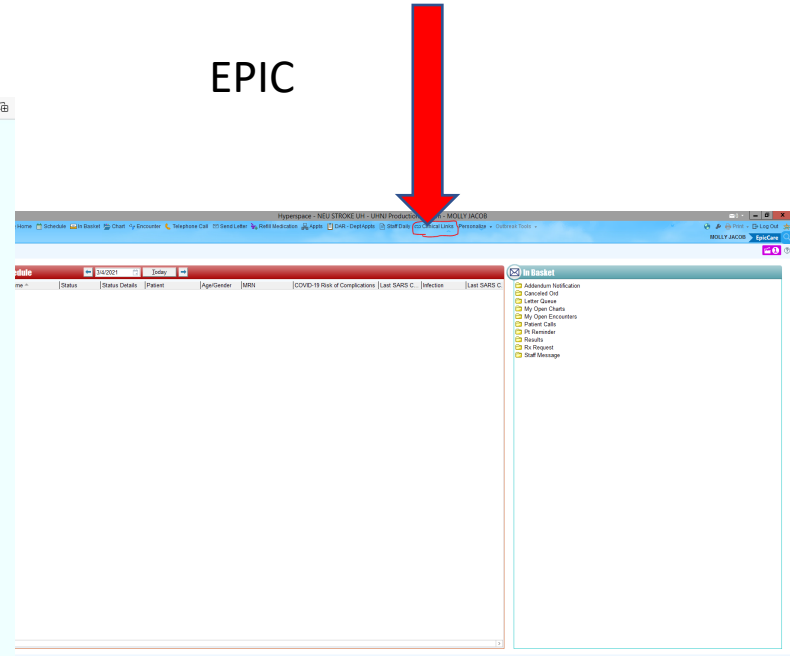 EPIC
Hyperspace - NEU STROKE UH - UHNJ Production - MOLLY JACOB
Home Schedule In Basket Chart Encounter Telephone Call Send Letter Refill Medication Appts DAR - Dept Appts Staff Daily Clinical Links Personalize Print Log Out
MOLLY JACOB EpicCare
3/4/2021 Today In Basket
Status Status Details Patient Age/Gender MRN COVID-19 Risk of Complications Last SARS C... Infection Last SARS C
Addendum Notification
Canceled Ord
Letter Queue
My Open Charts
My Open Encounters
Patient Calls
Pt Reminder
Results
Rx Request
Staff Message